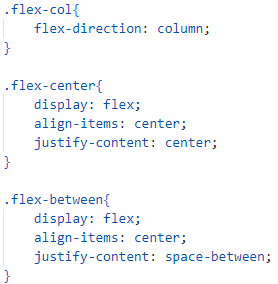 .flex-col{
    flex-direction: column;
}

.flex-center{
    display: flex;
    align-items: center;
    justify-content: center;
}

.flex-between{
    display: flex;
    align-items: center;
    justify-content: space-between;
}